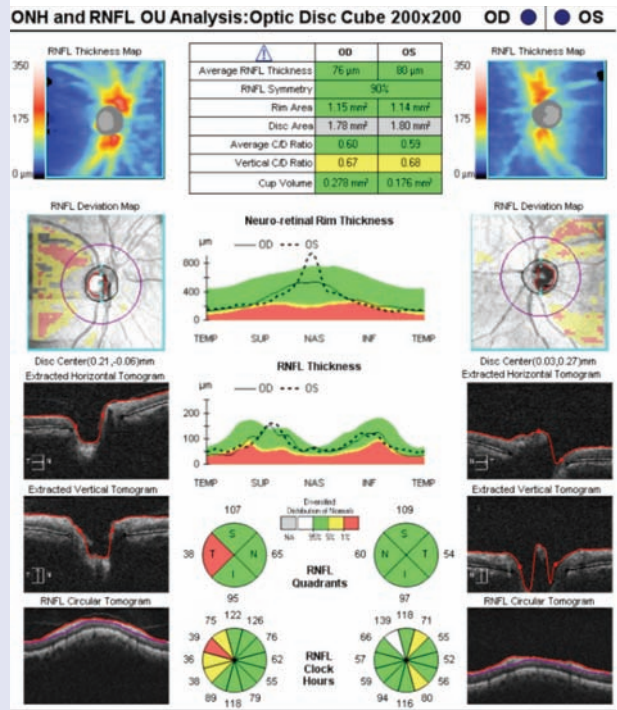 ONH and RNFL OU Analysis:Optic Disc Cube 200x200 OD OS
RNFL Thickness Map
350
175
0 µm
OD OS
Average RNFL Thickness 76 µm 80 µm
RNFL Symmetry 90%
Rim Area 1.15 mm² 1.14 mm²
Disc Area 1.78 mm² 1.80 mm²
Average C/D Ratio 0.60 0.59
Vertical C/D Ratio 0.67 0.68
Cup Volume 0.278 mm³ 0.176 mm³
RNFL Thickness Map
350
175
0 µm
RNFL Deviation Map
Disc Center(0.21,-0.06)mm
Neuro-retinal Rim Thickness
µm OD OS
800
400
0
TEMP SUP NAS INF TEMP
RNFL Deviation Map
Disc Center(0.03,0.27)mm
Extracted Horizontal Tomogram
RNFL Thickness
µm OD OS
200
100
0
TEMP SUP NAS INF TEMP
Extracted Horizontal Tomogram
Extracted Vertical Tomogram
Distribution of Normals
NA 95% 5% 1%
107
S
38 T N 65
I
95
RNFL
Quadrants
109
S
60 N T 54
I
97
Extracted Vertical Tomogram
RNFL Circular Tomogram
122
75 126
39 76
36 62
38 55
89 79
118
RNFL
Clock
Hours
118
139 71
66 55
57 52
59 56
94 80
116
RNFL Circular Tomogram